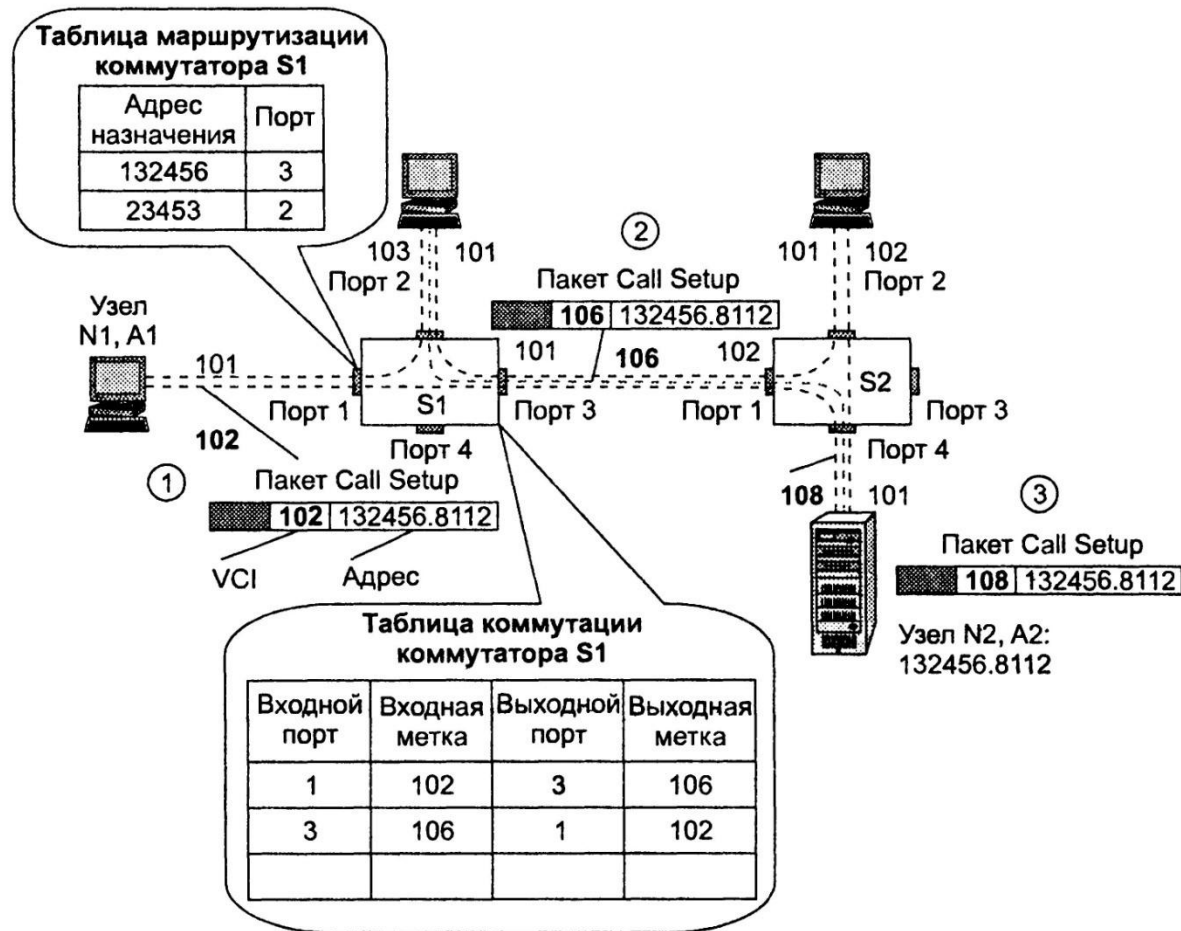 Таблица маршрутизации
коммутатора S1
Адрес назначения Порт
132456 3
23453 2
103 101
Порт 2
2
Пакет Call Setup
106 132456.8112
101 102
Порт 2
Узел
N1, A1
101
102
Порт 1
S1
Порт 4
101
Порт 3
106
102
Порт 1
S2
Порт 3
Порт 4
1
Пакет Call Setup
102 132456.8112
VCI Адрес
108 101
3
Пакет Call Setup
108 132456.8112
Узел N2, A2:
132456.8112
Таблица коммутации
коммутатора S1
Входной порт Входная метка Выходной порт Выходная метка
1 102 3 106
3 106 1 102